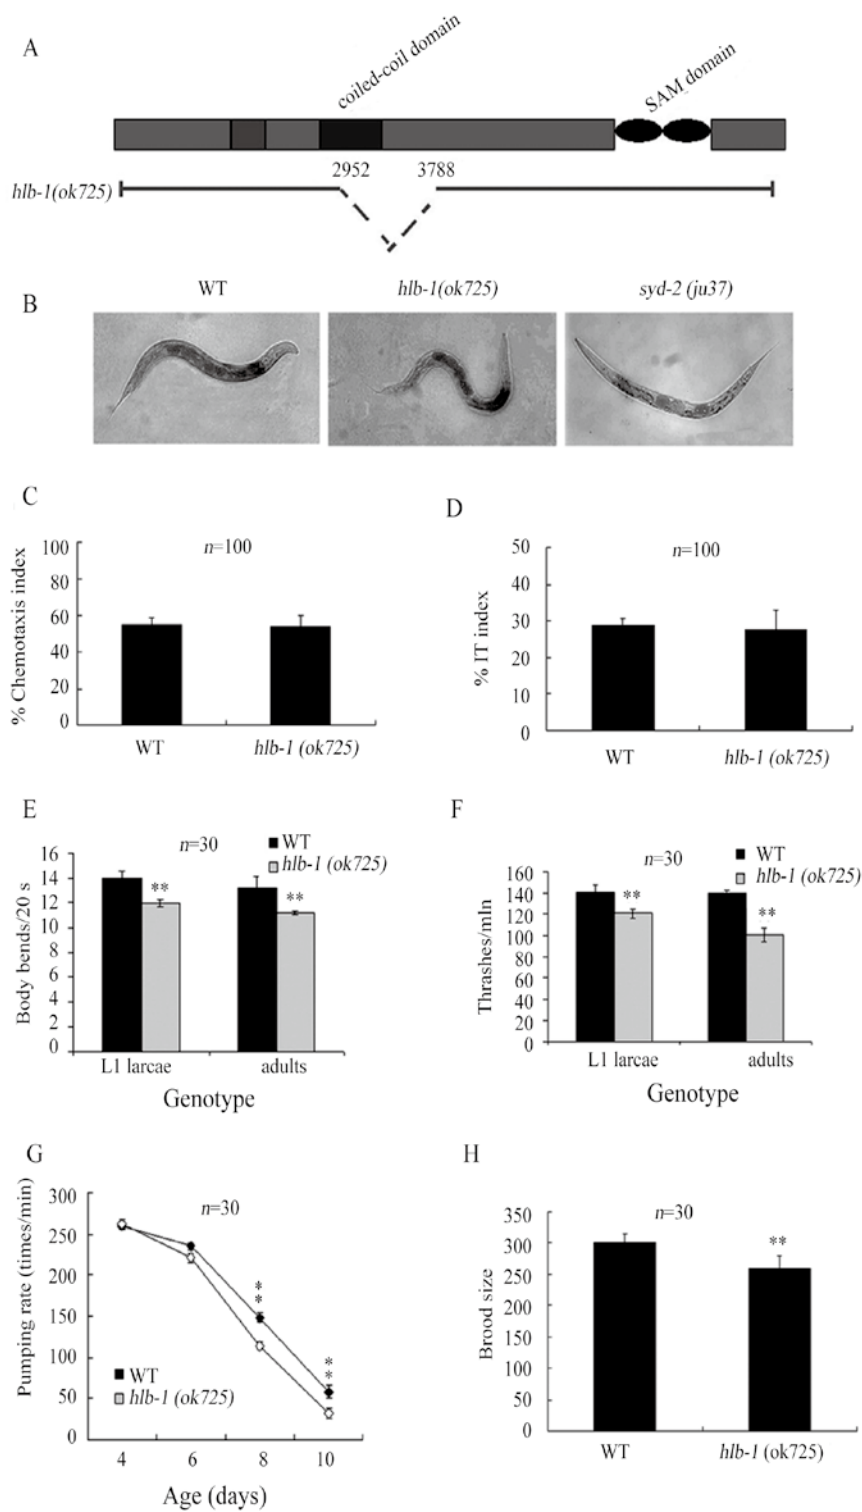 A
coiled-coil domain
SAM domain
2952
3788
hlb-1(ok725)
B
WT
hlb-1(ok725)
syd-2 (ju37)
C
% Chemotaxis index
100
80
60
40
20
0
n=100
WT
hlb-1 (ok725)
D
% IT index
50
40
30
20
10
0
n=100
WT
hlb-1 (ok725)
E
Body bends/20 s
16
14
12
10
8
6
4
2
0
n=30
WT
hlb-1 (ok725)
**
**
L1 larcae
adults
Genotype
F
Thrashes/mln
160
140
120
100
80
60
40
20
0
n=30
WT
hlb-1 (ok725)
**
**
L1 larcae
adults
Genotype
G
Pumping rate (times/min)
300
250
200
150
100
50
0
n=30
**
**
WT
hlb-1 (ok725)
4
6
8
10
Age (days)
H
Brood size
350
300
250
200
150
100
50
0
n=30
**
WT
hlb-1 (ok725)